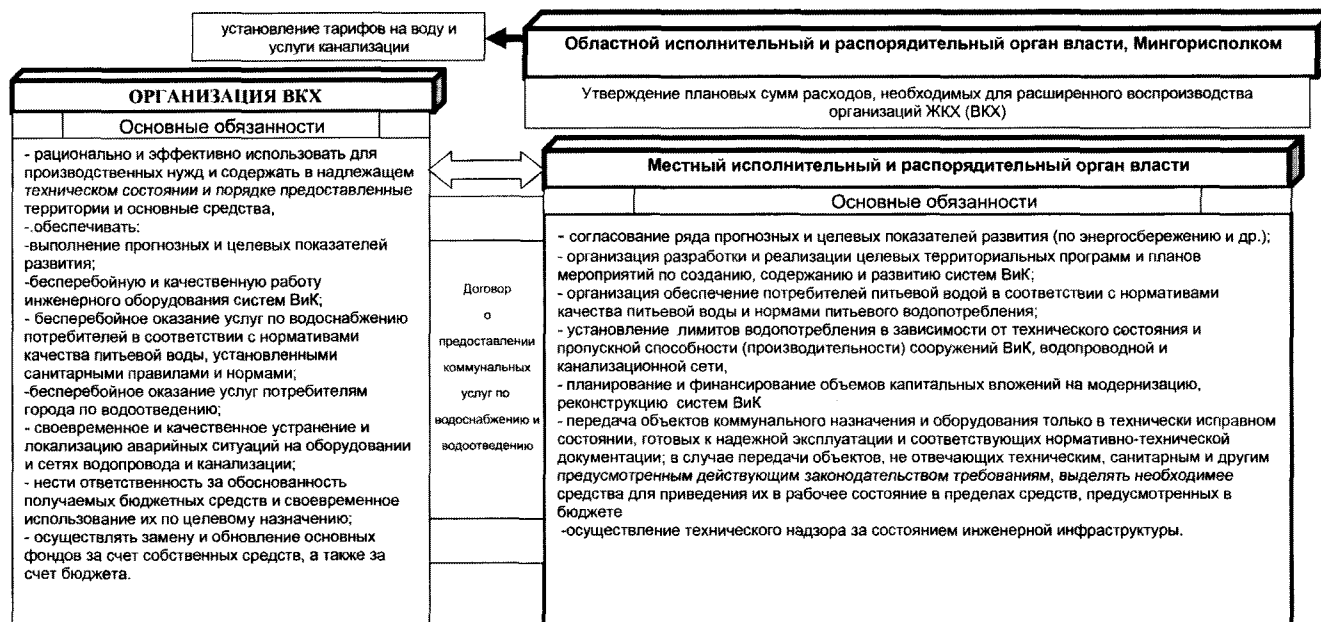 установление тарифов на воду и
услуги канализации
Областной исполнительный и распорядительный орган власти, Мингорисполком
Утверждение плановых сумм расходов, необходимых для расширенного воспроизводства
организаций ЖКХ (ВКХ)
ОРГАНИЗАЦИЯ ВКХ
Основные обязанности
- рационально и эффективно использовать для
производственных нужд и содержать в надлежащем
техническом состоянии и порядке предоставленные
территории и основные средства,
-.обеспечивать:
-выполнение прогнозных и целевых показателей
развития;
-бесперебойную и качественную работу
инженерного оборудования систем ВиК;
- бесперебойное оказание услуг по водоснабжению
потребителей в соответствии с нормативами
качества питьевой воды, установленными
санитарными правилами и нормами;
-бесперебойное оказание услуг потребителям
города по водоотведению;
- своевременное и качественное устранение и
локализацию аварийных ситуаций на оборудовании
и сетях водопровода и канализации;
- нести ответственность за обоснованность
получаемых бюджетных средств и своевременное
использование их по целевому назначению;
- осуществлять замену и обновление основных
фондов за счет собственных средств, а также за
счет бюджета.
Договор
о
предоставлении
коммунальных
услуг по
водоснабжению и
водоотведению
Местный исполнительный и распорядительный орган власти
Основные обязанности
- согласование ряда прогнозных и целевых показателей развития (по энергосбережению и др.);
- организация разработки и реализации целевых территориальных программ и планов
мероприятий по созданию, содержанию и развитию систем ВиК;
- организация обеспечение потребителей питьевой водой в соответствии с нормативами
качества питьевой воды и нормами питьевого водопотребления;
- установление лимитов водопотребления в зависимости от технического состояния и
пропускной способности (производительности) сооружений ВиК, водопроводной и
канализационной сети,
- планирование и финансирование объемов капитальных вложений на модернизацию,
реконструкцию систем ВиК
- передача объектов коммунального назначения и оборудования только в технически исправном
состоянии, готовых к надежной эксплуатации и соответствующих нормативно-технической
документации; в случае передачи объектов, не отвечающих техническим, санитарным и другим
предусмотренным действующим законодательством требованиям, выделять необходимее
средства для приведения их в рабочее состояние в пределах средств, предусмотренных в
бюджете
-осуществление технического надзора за состоянием инженерной инфраструктуры.